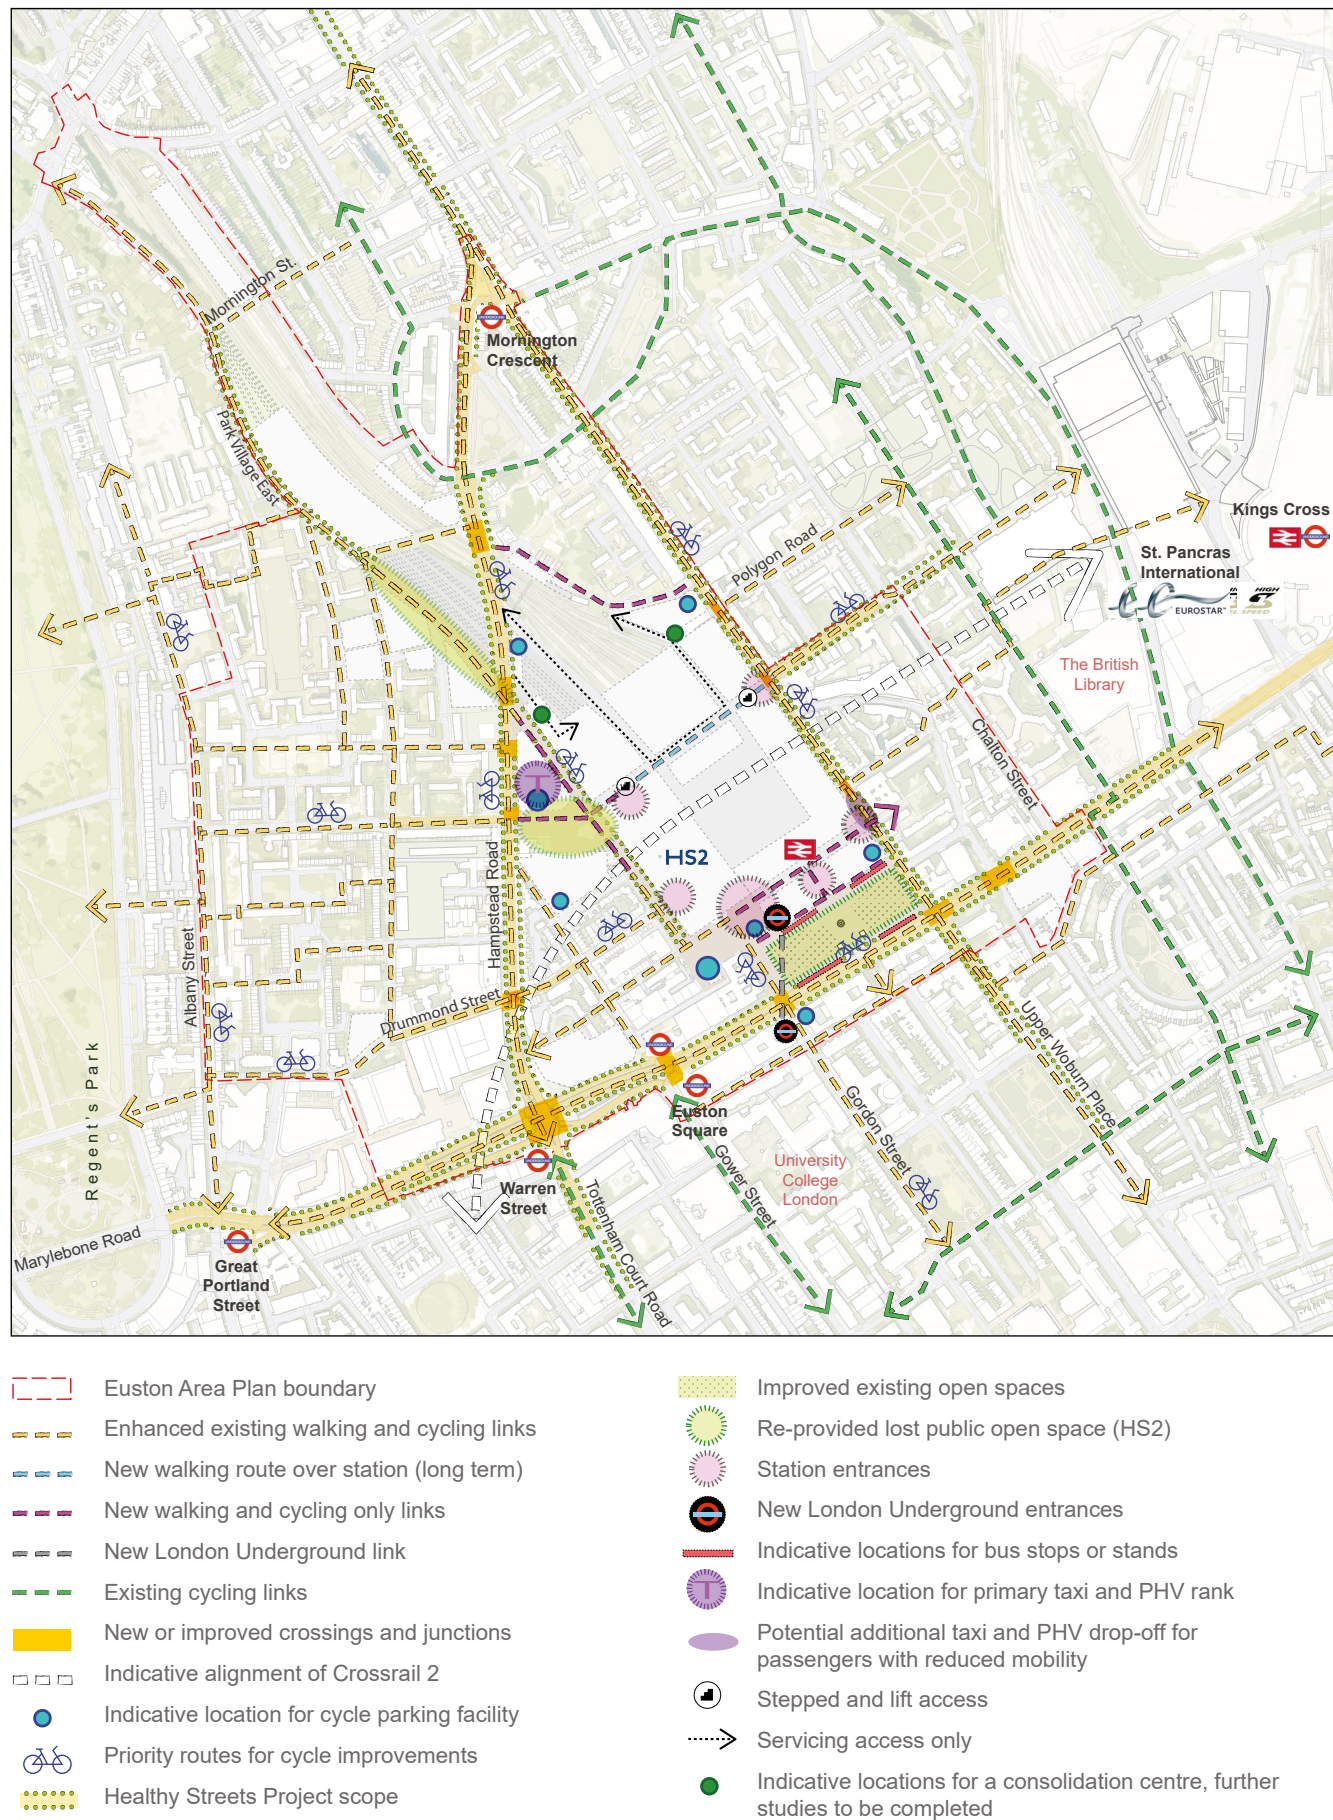 Mornington St.
Mornington
Crescent
Park Village East
Polygon Road
Kings Cross
St. Pancras
International
EUROSTAR™
HIGH
SPEED
The British
Library
Chalton Street
HS2
Hampstead Road
Albany Street
Drummond Street
Regent's Park
Upper Woburn Place
Euston
Square
Gordon Street
Gower Street
University
College
London
Warren
Street
Tottenham Court Road
Marylebone Road
Great
Portland
Street
Euston Area Plan boundary
Enhanced existing walking and cycling links
New walking route over station (long term)
New walking and cycling only links
New London Underground link
Existing cycling links
New or improved crossings and junctions
Indicative alignment of Crossrail 2
Indicative location for cycle parking facility
Priority routes for cycle improvements
Healthy Streets Project scope
Improved existing open spaces
Re-provided lost public open space (HS2)
Station entrances
New London Underground entrances
Indicative locations for bus stops or stands
T
Indicative location for primary taxi and PHV rank
Potential additional taxi and PHV drop-off for
passengers with reduced mobility
Stepped and lift access
Servicing access only
Indicative locations for a consolidation centre, further
studies to be completed